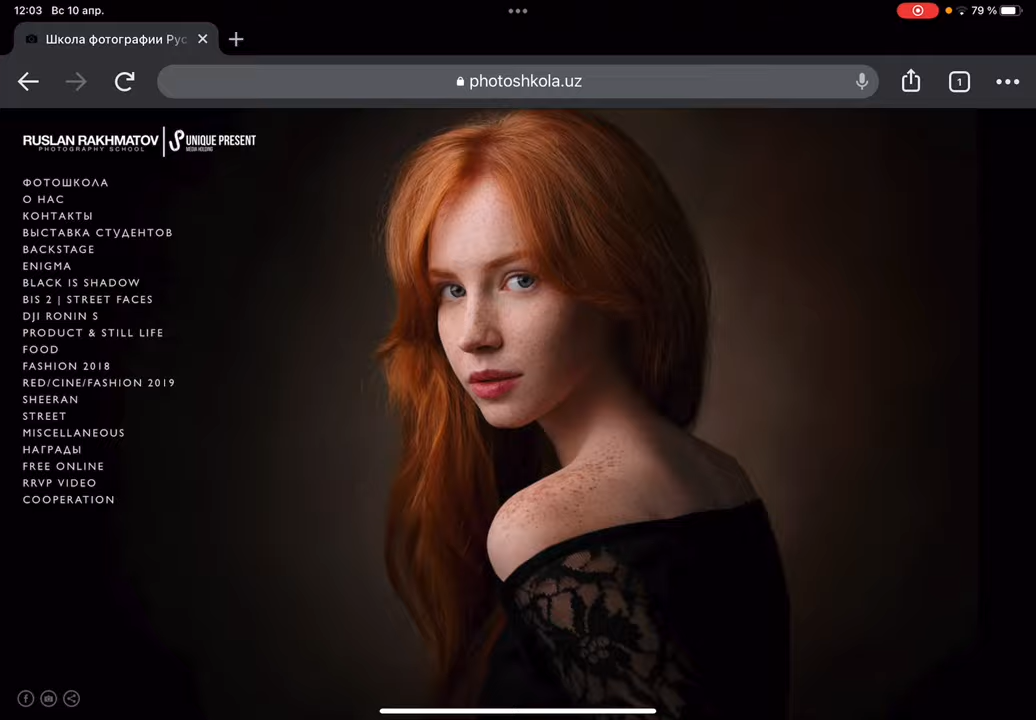 12:03 Вс 10 апр.
79 %
Школа фотографии Рус
photoshkola.uz
1
RUSLAN RAKHMATOV
PHOTOGRAPHY SCHOOL
UNIQUE PRESENT
MEDIA HOLDING
ФОТОШКОЛА
О НАС
КОНТАКТЫ
ВЫСТАВКА СТУДЕНТОВ
BACKSTAGE
ENIGMA
BLACK IS SHADOW
BIS 2 | STREET FACES
DJI RONIN S
PRODUCT & STILL LIFE
FOOD
FASHION 2018
RED/CINE/FASHION 2019
SHEERAN
STREET
MISCELLANEOUS
НАГРАДЫ
FREE ONLINE
RRVP VIDEO
COOPERATION